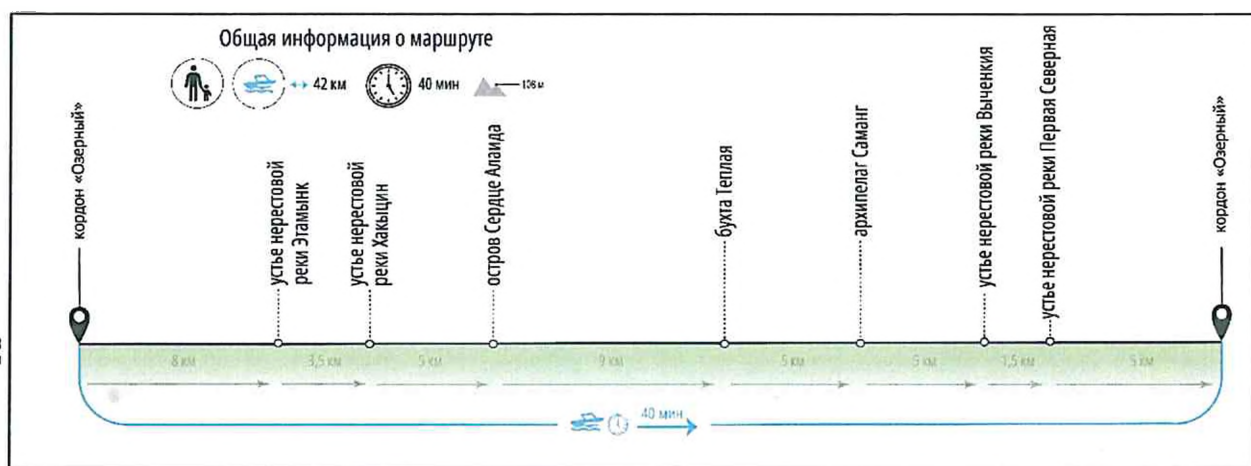 Общая информация о маршруте
42 км
40 мин
106 м
кордон «Озерный»
устье нерестовой
реки Этамынк
устье нерестовой
реки Хакыцин
остров Сердце Алаида
бухта Теплая
архипелаг Саманг
устье нерестовой реки Выченкия
устье нерестовой реки Первая Северная
кордон «Озерный»
8 км
3,5 км
5 км
9 км
5 км
5 км
1,5 км
5 км
40 мин